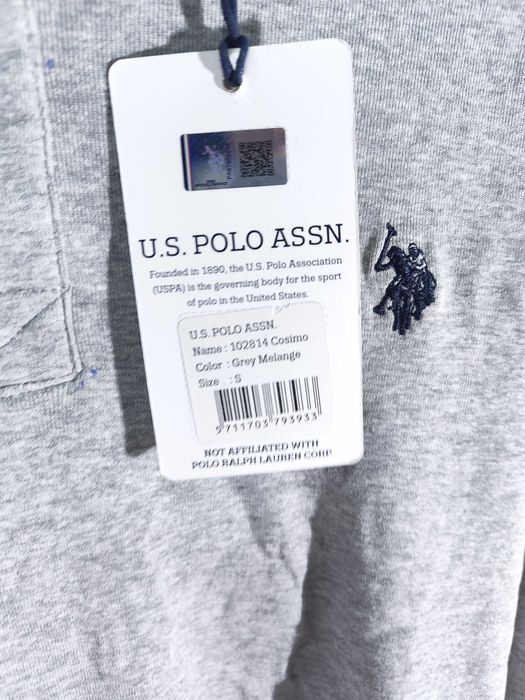 U.S. POLO ASSN.
Founded in 1890, the U.S. Polo Association
(USPA) is the governing body for the sport
of polo in the United States.
U.S. POLO ASSN.
Name : 102814 Cosimo
Color : Grey Melange
Size : S
5711703 793933
NOT AFFILIATED WITH
POLO RALPH LAUREN CORP.